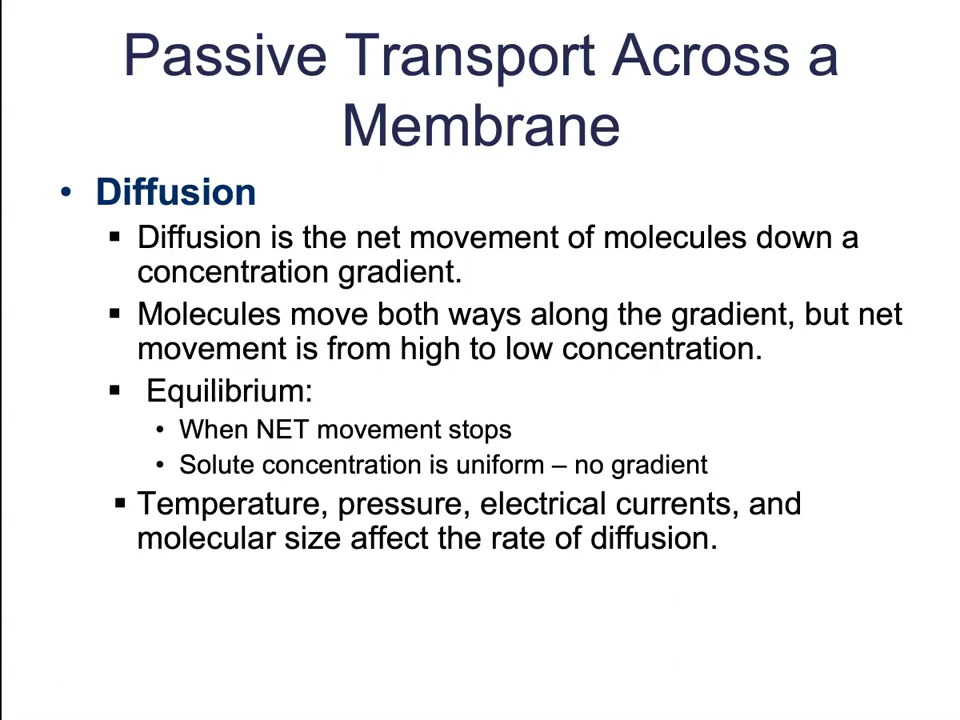 Passive Transport Across a
Membrane
• Diffusion
▪ Diffusion is the net movement of molecules down a
concentration gradient.
▪ Molecules move both ways along the gradient, but net
movement is from high to low concentration.
▪ Equilibrium:
• When NET movement stops
• Solute concentration is uniform – no gradient
▪ Temperature, pressure, electrical currents, and
molecular size affect the rate of diffusion.